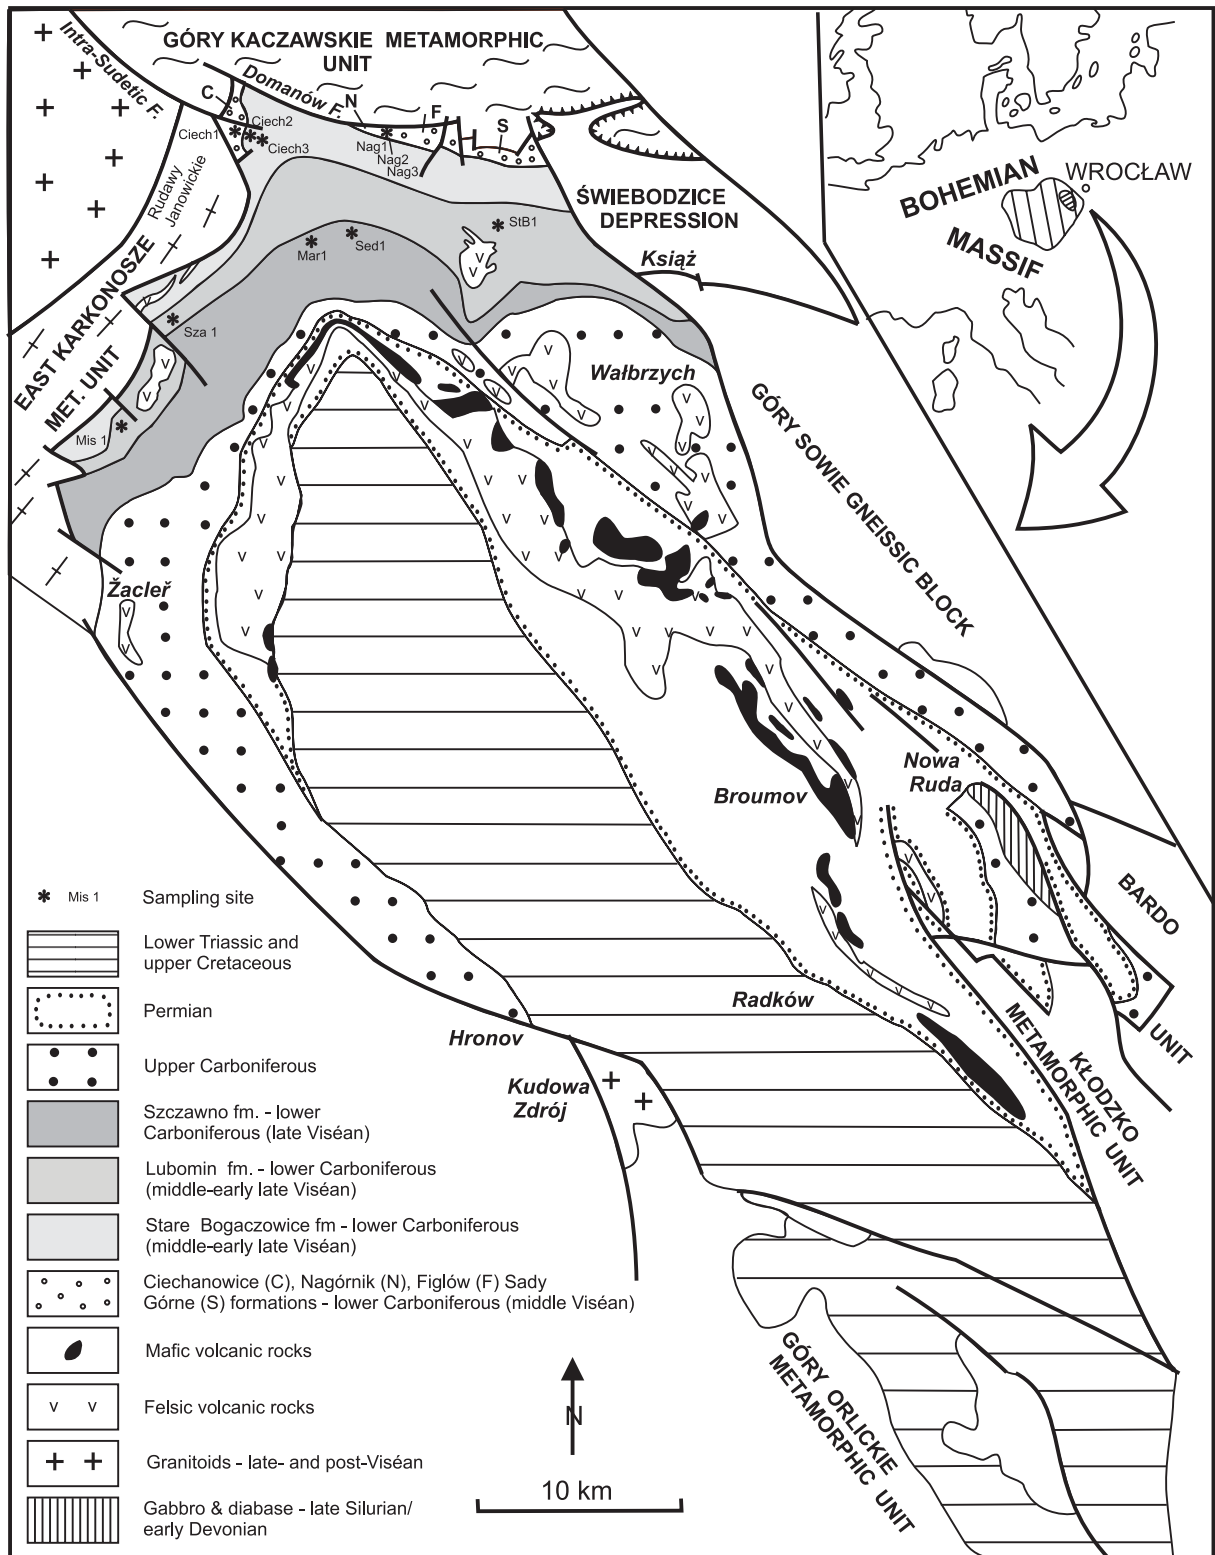 GÓRY KACZAWSKIE METAMORPHIC
UNIT
Intra-Sudetic F.
Domanów F.
C
N
F
S
Ciech1
Ciech2
Ciech3
Nag1
Nag2
Nag3
Rudawy
Janowickie
StB1
Sed1
Mar1
Sza 1
Mis 1
EAST KARKONOSZE
MET. UNIT
ŚWIEBODZICE
DEPRESSION
Książ
BOHEMIAN
MASSIF
WROCŁAW
Wałbrzych
GÓRY SOWIE GNEISSIC BLOCK
Žacleř
Nowa
Ruda
Broumov
BARDO
UNIT
Radków
Hronov
Kudowa
Zdrój
KŁODZKO
METAMORPHIC UNIT
GÓRY ORLICKIE
METAMORPHIC UNIT
Mis 1 Sampling site
Lower Triassic and
upper Cretaceous
Permian
Upper Carboniferous
Szczawno fm. - lower
Carboniferous (late Viséan)
Lubomin fm. - lower Carboniferous
(middle-early late Viséan)
Stare Bogaczowice fm - lower Carboniferous
(middle-early late Viséan)
Ciechanowice (C), Nagórnik (N), Figlów (F) Sady
Górne (S) formations - lower Carboniferous (middle Viséan)
Mafic volcanic rocks
Felsic volcanic rocks
Granitoids - late- and post-Viséan
Gabbro & diabase - late Silurian/
early Devonian
N
10 km